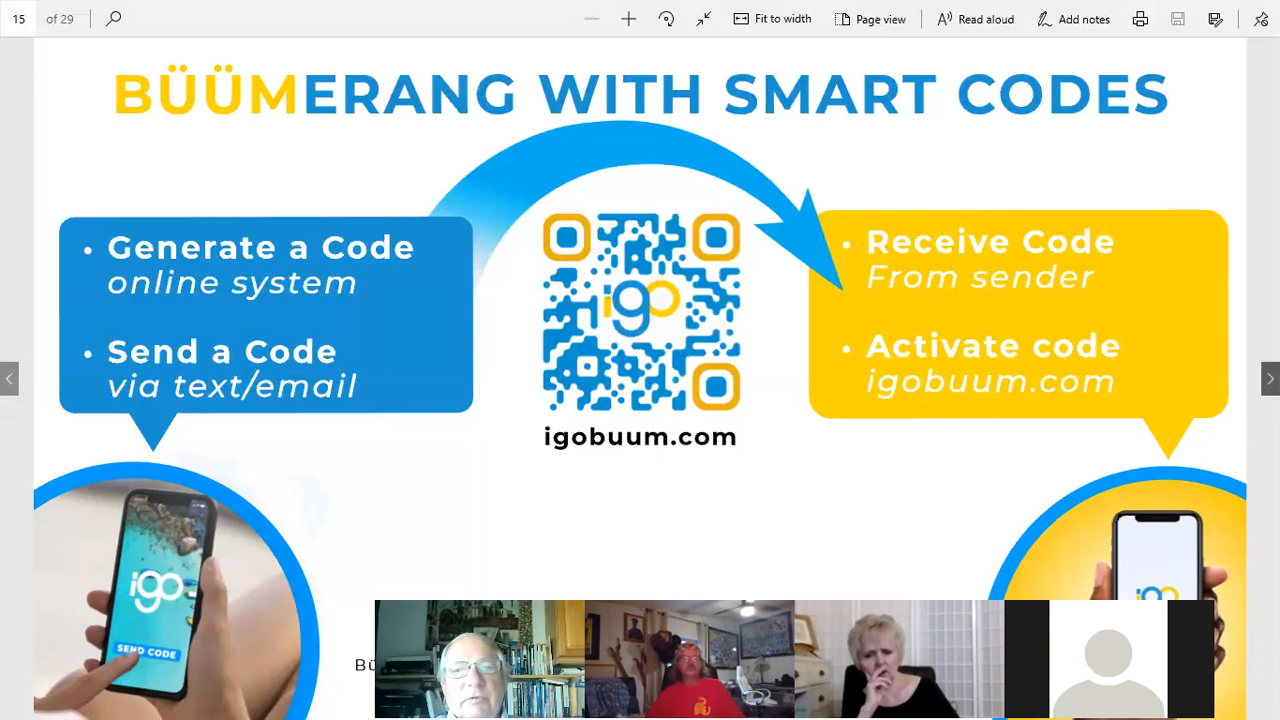 15 of 29
Fit to width
Page view
Read aloud
Add notes
BÜÜMERANG WITH SMART CODES
• Generate a Code
online system
• Send a Code
via text/email
igo
igobuum.com
• Receive Code
From sender
• Activate code
igobuum.com
igo
SEND CODE
igo